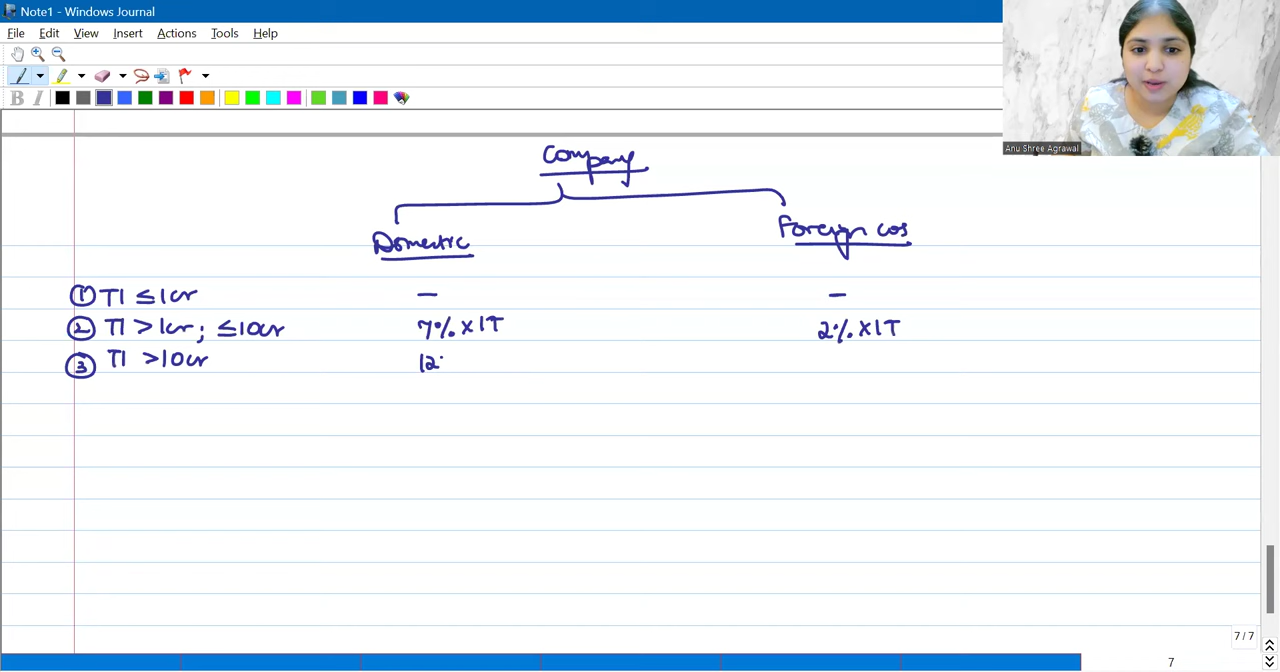 Note1 - Windows Journal
File Edit View Insert Actions Tools Help
B I
Anu Shree Agrawal
Company
Domestic Foreign cos
① TI ≤ 1cr — —
② TI > 1cr ; ≤ 10cr 7% X IT 2% X IT
③ TI > 10cr 12%
7 / 7
7